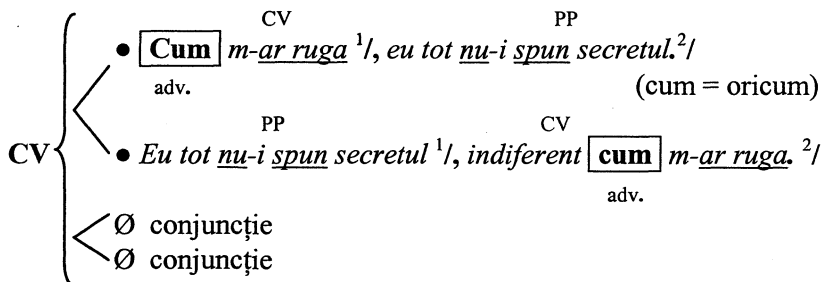 CV PP
• Cum m-ar ruga ¹/, eu tot nu-i spun secretul.²/
adv.
(cum = oricum)
PP CV
CV • Eu tot nu-i spun secretul ¹/, indiferent cum m-ar ruga. ²/
adv.
Ø conjuncție
Ø conjuncție